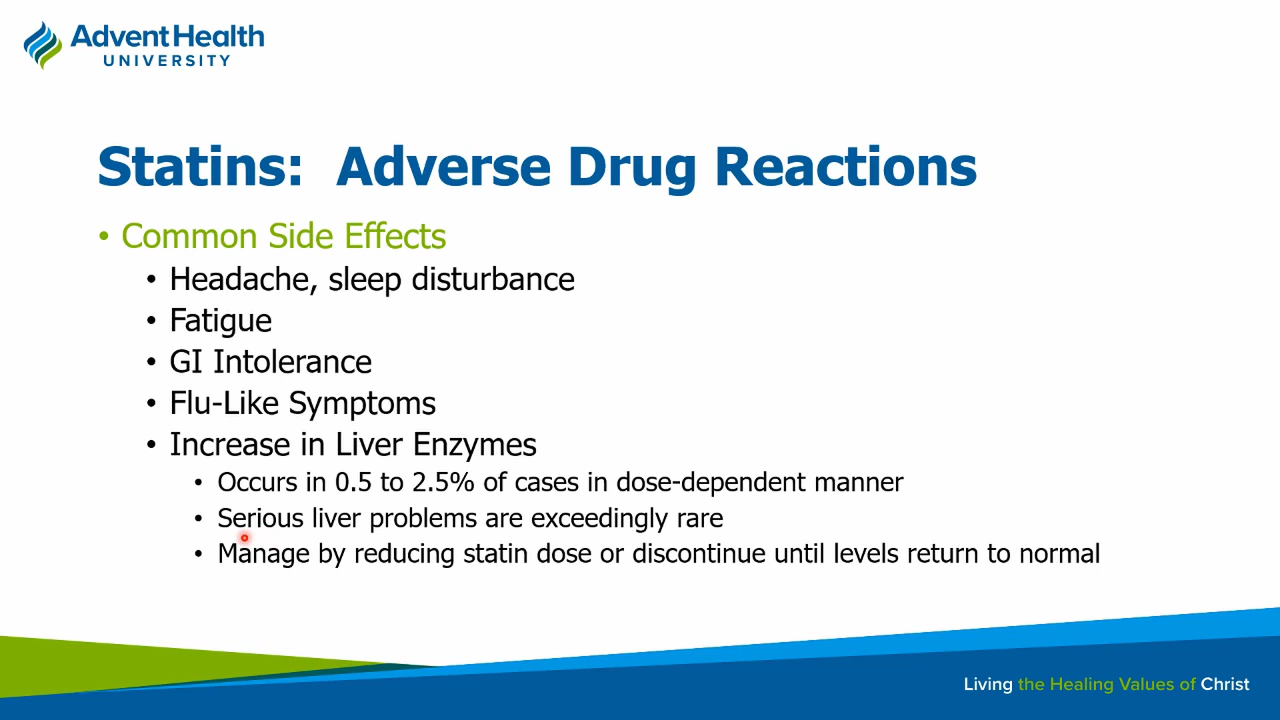 AdventHealth
UNIVERSITY
Statins: Adverse Drug Reactions
• Common Side Effects
• Headache, sleep disturbance
• Fatigue
• GI Intolerance
• Flu-Like Symptoms
• Increase in Liver Enzymes
• Occurs in 0.5 to 2.5% of cases in dose-dependent manner
• Serious liver problems are exceedingly rare
• Manage by reducing statin dose or discontinue until levels return to normal
Living the Healing Values of Christ